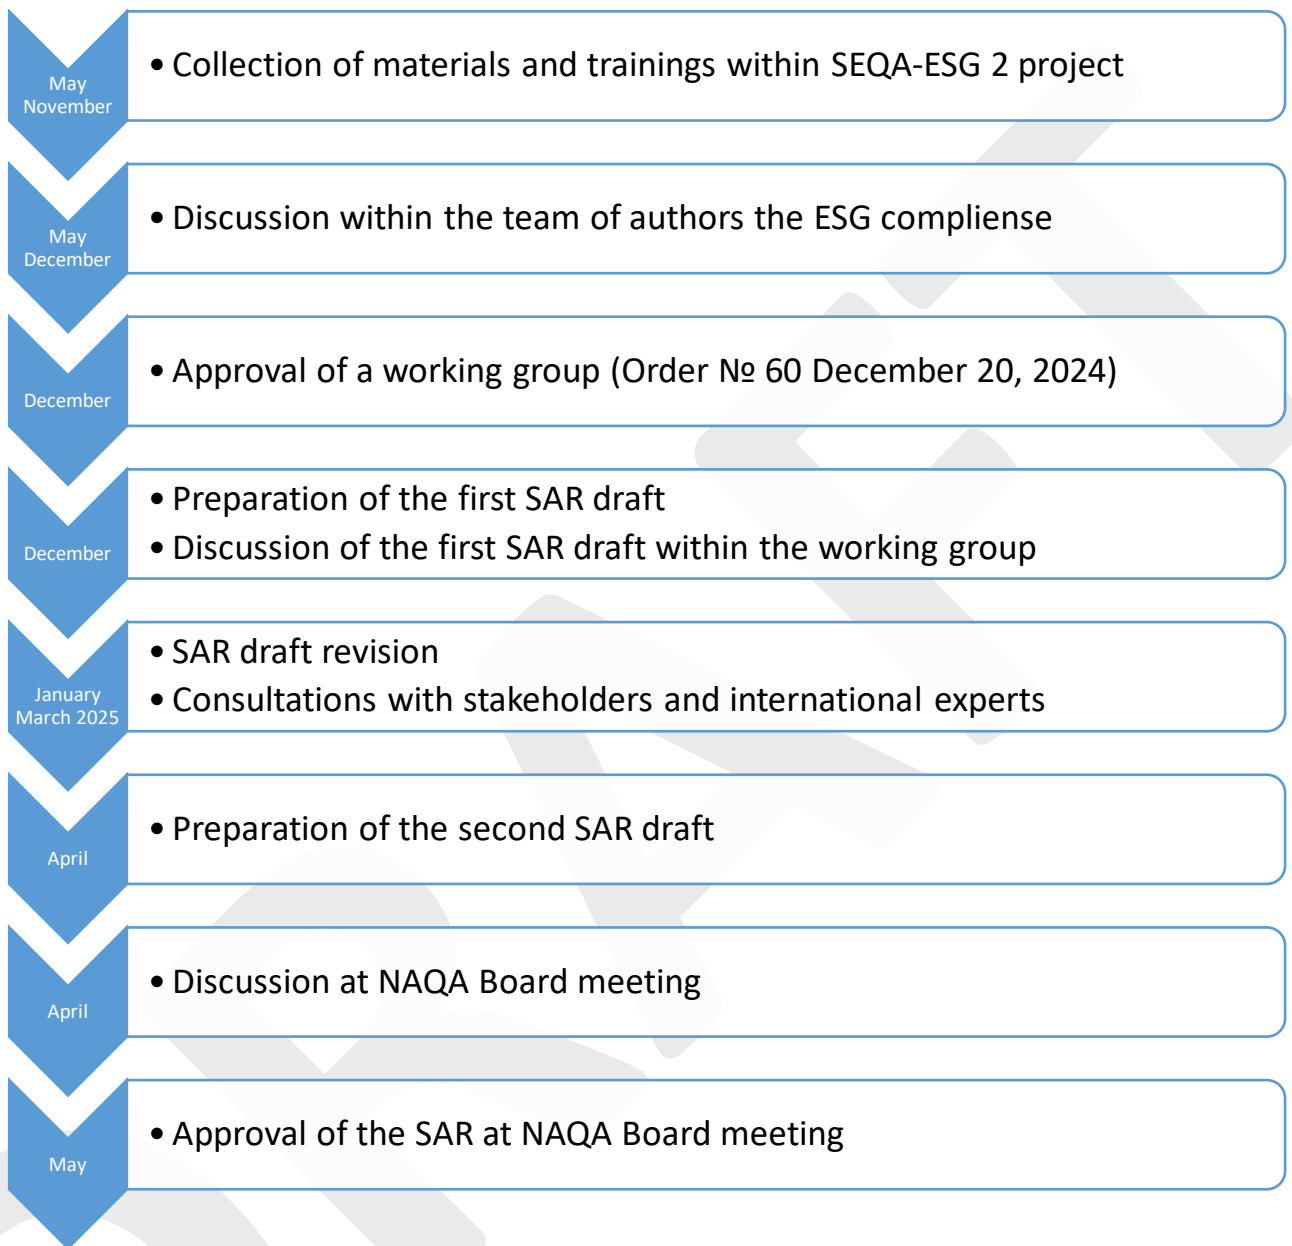 May
November
• Collection of materials and trainings within SEQA-ESG 2 project
May
December
• Discussion within the team of authors the ESG compliense
December
• Approval of a working group (Order № 60 December 20, 2024)
December
• Preparation of the first SAR draft
• Discussion of the first SAR draft within the working group
January
March 2025
• SAR draft revision
• Consultations with stakeholders and international experts
April
• Preparation of the second SAR draft
April
• Discussion at NAQA Board meeting
May
• Approval of the SAR at NAQA Board meeting
DRAFT